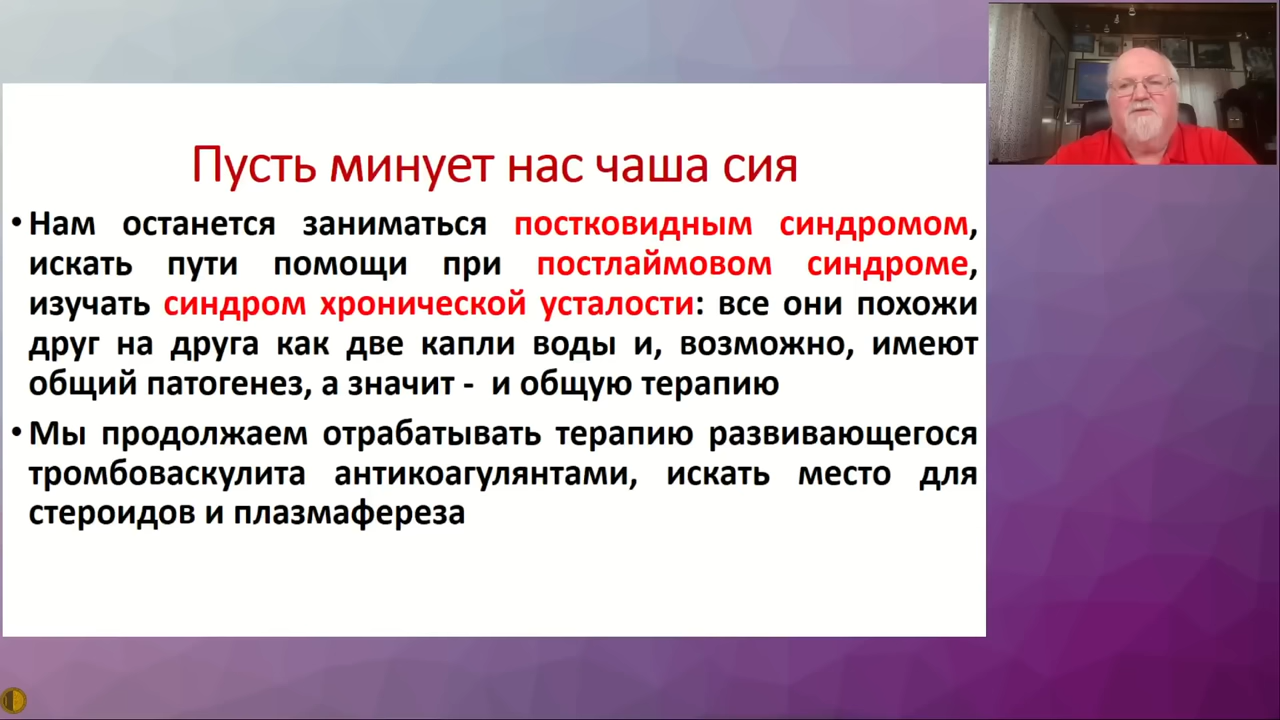 Пусть минует нас чаша сия
• Нам останется заниматься постковидным синдромом,
искать пути помощи при постлаймовом синдроме,
изучать синдром хронической усталости: все они похожи
друг на друга как две капли воды и, возможно, имеют
общий патогенез, а значит - и общую терапию
• Мы продолжаем отрабатывать терапию развивающегося
тромбоваскулита антикоагулянтами, искать место для
стероидов и плазмафереза